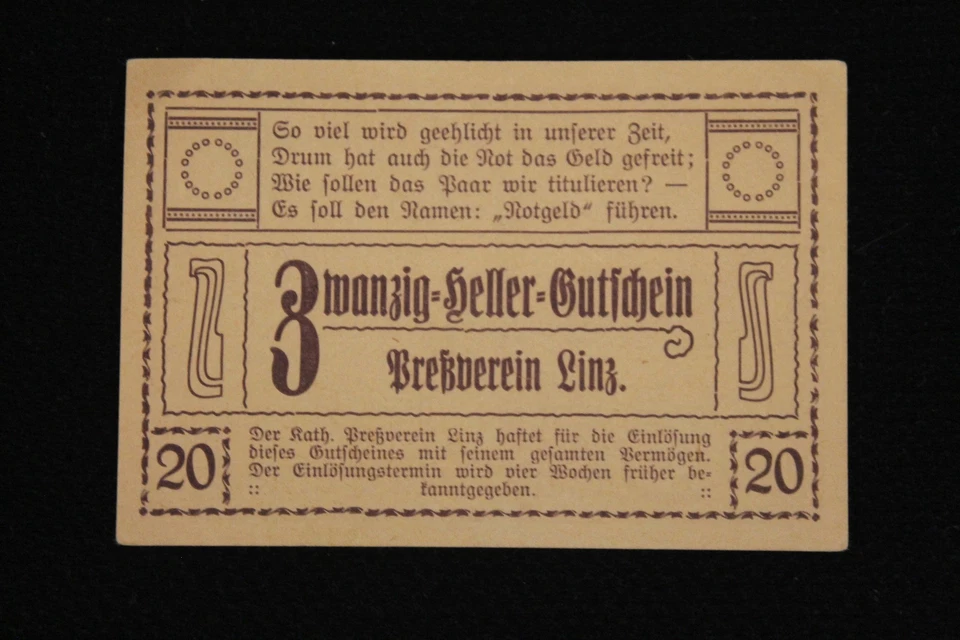 So viel wird geehlicht in unserer Zeit,
Drum hat auch die Not das Geld gefreit;
Wie sollen das Paar wir titulieren? —
Es soll den Namen: „Notgeld“ führen.
Zwanzig=Heller=Gutschein
Preßverein Linz.
Der Kath. Preßverein Linz haftet für die Einlösung
dieses Gutscheines mit seinem gesamten Vermögen.
Der Einlösungstermin wird vier Wochen früher be=
:: kanntgegeben. ::
20
20